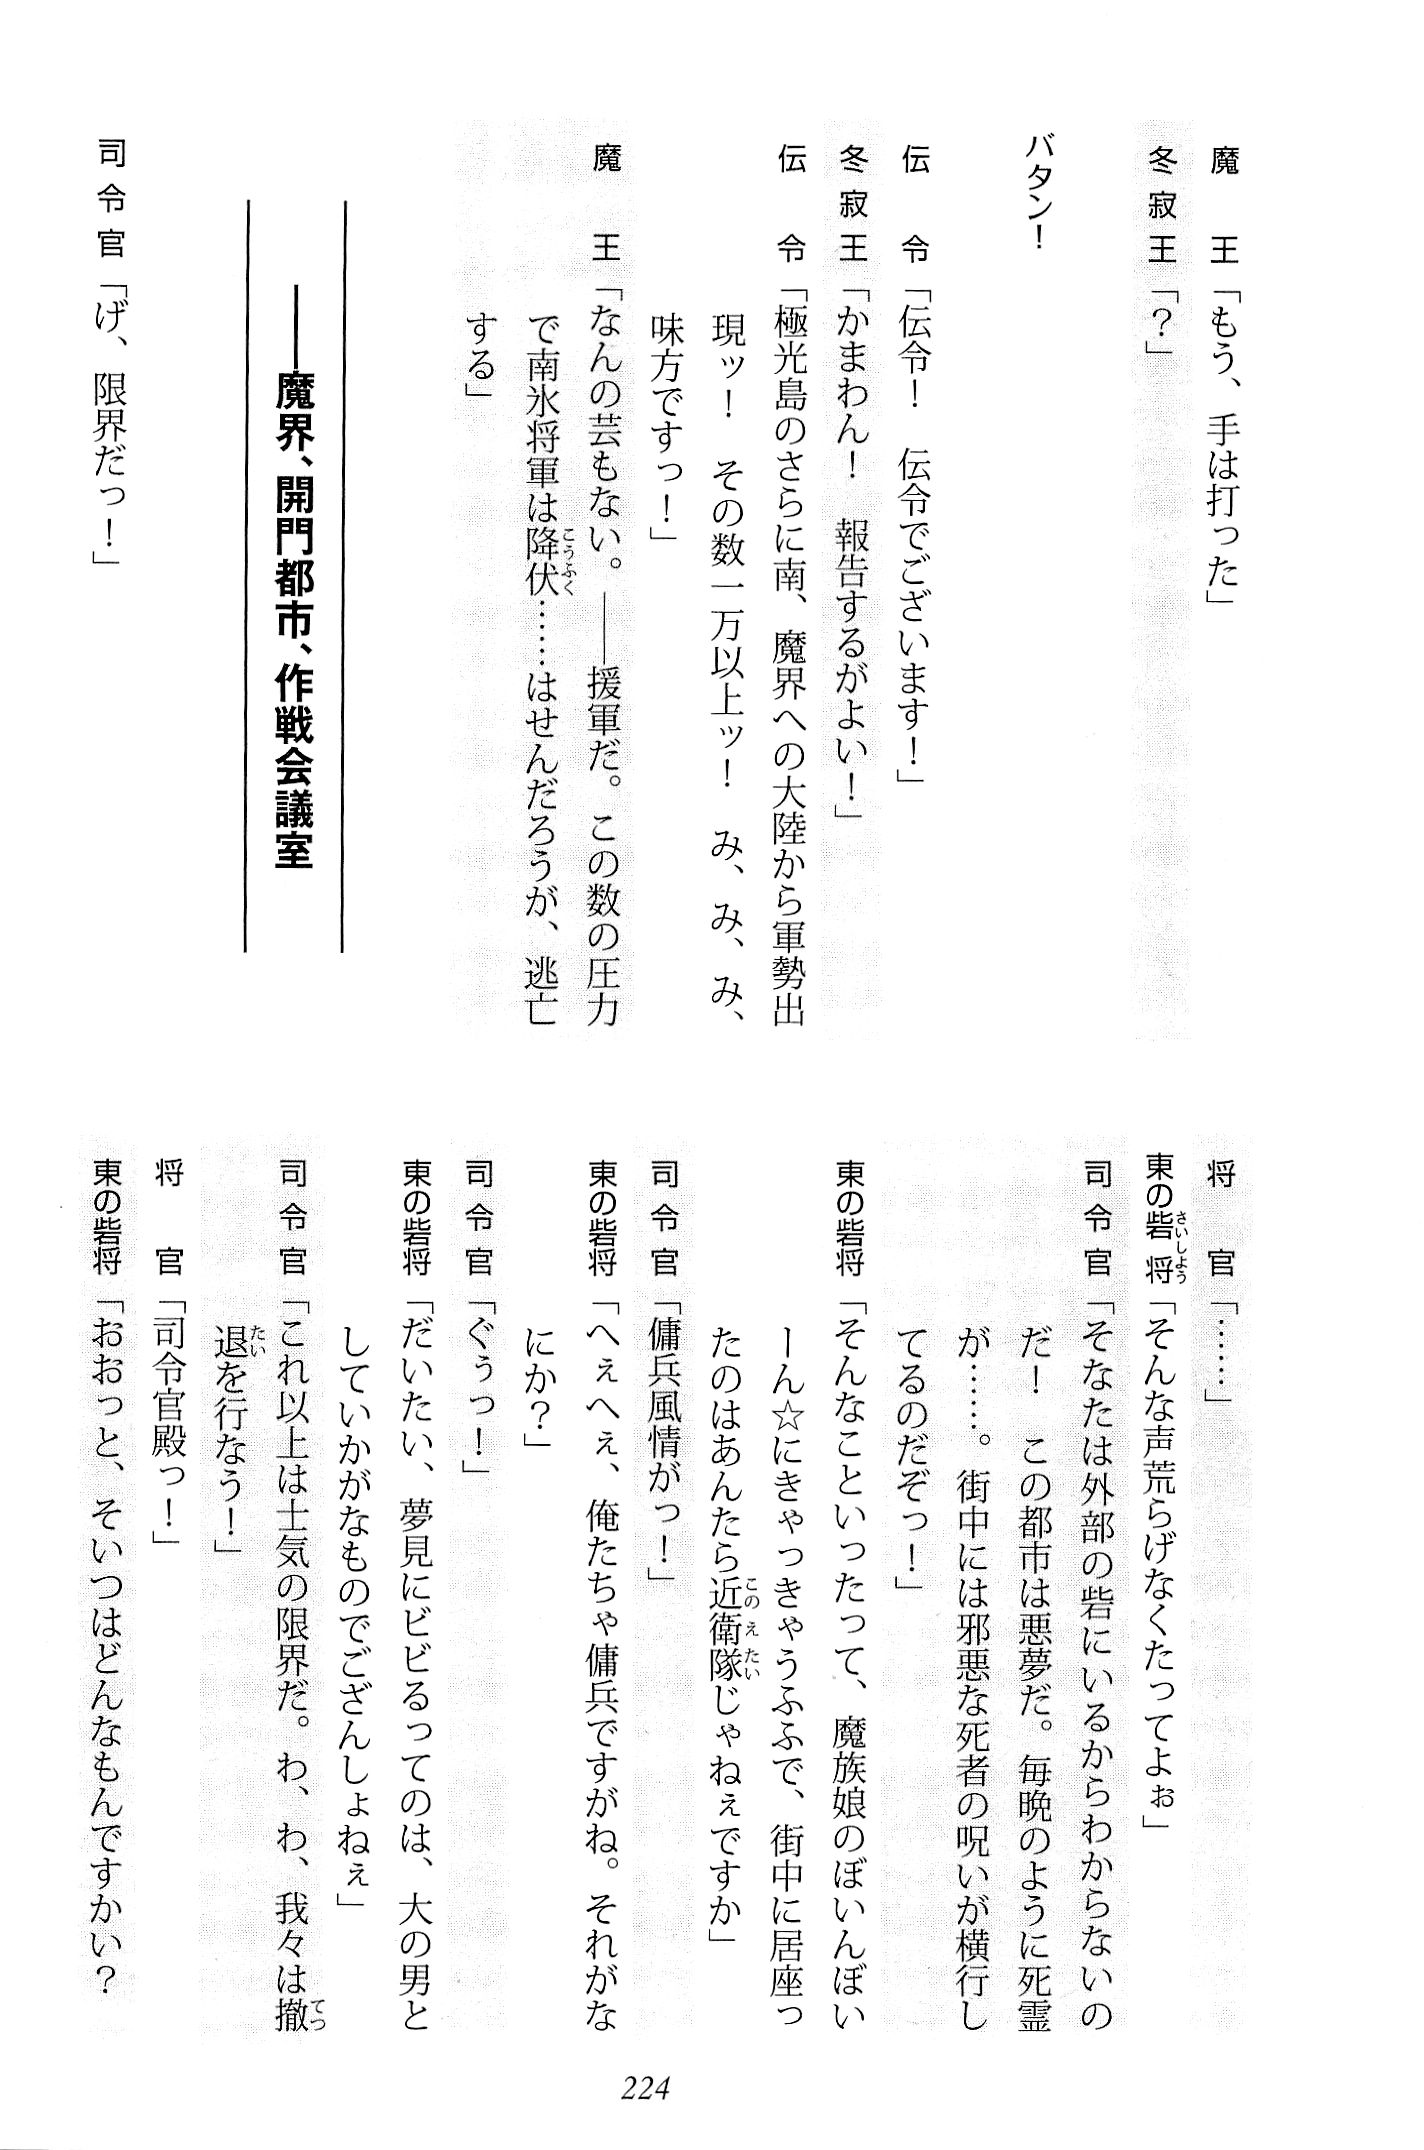 魔王「もう、手は打った」
冬寂王「？」
バタン！
伝令「伝令！　伝令でございます！」
冬寂王「かまわん！　報告するがよい！」
伝令「極光島のさらに南、魔界への大陸から軍勢出
現ッ！　その数一万以上ッ！　み、み、み、
味方ですっ！」
魔王「なんの芸もない。――援軍だ。この数の圧力
で南氷将軍は降伏……はせんだろうが、逃亡
する」
――魔界、開門都市、作戦会議室
司令官「げ、限界だっ！」
将官「……」
東の砦将「そんな声荒らげなくたってよぉ」
司令官「そなたは外部の砦にいるからわからないの
だ！　この都市は悪夢だ。毎晩のように死霊
が……。街中には邪悪な死者の呪いが横行し
てるのだぞっ！」
東の砦将「そんなこといったって、魔族娘のぼいんぼい
ーん☆にきゃっきゃうふふで、街中に居座っ
たのはあんたら近衛隊じゃねぇですか」
司令官「傭兵風情がっ！」
東の砦将「へぇへぇ、俺たちゃ傭兵ですがね。それがな
にか？」
司令官「ぐぅっ！」
東の砦将「だいたい、夢見にビビるってのは、大の男と
していかがなものでござんしょねぇ」
司令官「これ以上は士気の限界だ。わ、わ、我々は撤
退を行なう！」
将官「司令官殿っ！」
東の砦将「おおっと、そいつはどんなもんですかい？
224